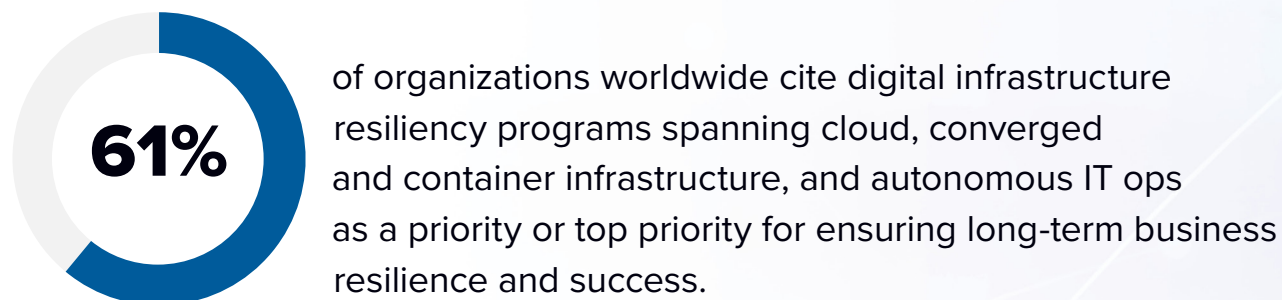 61%
of organizations worldwide cite digital infrastructure
resiliency programs spanning cloud, converged
and container infrastructure, and autonomous IT ops
as a priority or top priority for ensuring long-term business
resilience and success.